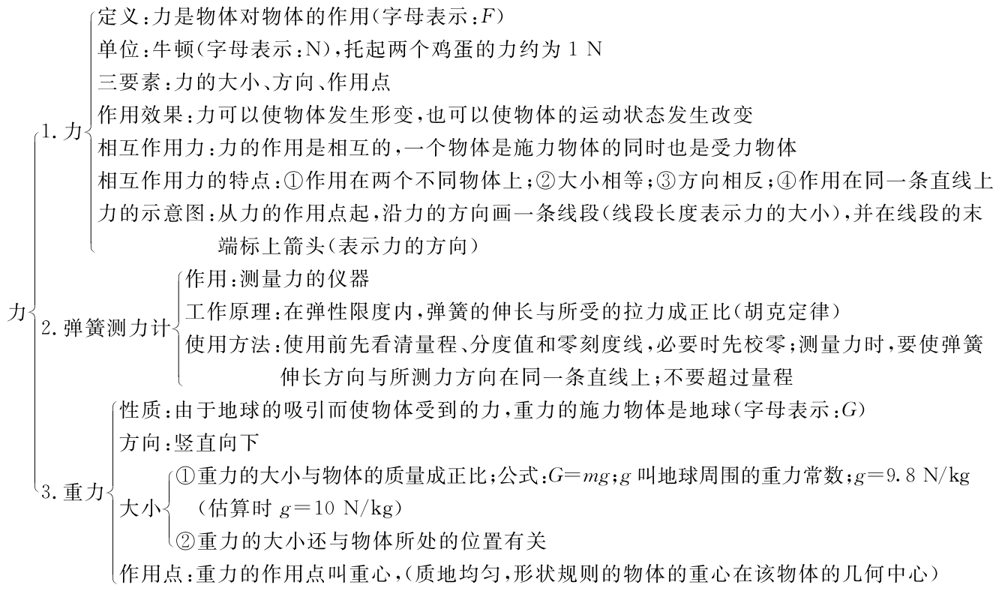 定义:力是物体对物体的作用(字母表示:F)
单位:牛顿(字母表示:N),托起两个鸡蛋的力约为 1 N
三要素:力的大小、方向、作用点
作用效果:力可以使物体发生形变,也可以使物体的运动状态发生改变
1. 力
相互作用力:力的作用是相互的,一个物体是施力物体的同时也是受力物体
相互作用力的特点:①作用在两个不同物体上;②大小相等;③方向相反;④作用在同一条直线上
力的示意图:从力的作用点起,沿力的方向画一条线段(线段长度表示力的大小),并在线段的末
端标上箭头(表示力的方向)
作用:测量力的仪器
力
工作原理:在弹性限度内,弹簧的伸长与所受的拉力成正比(胡克定律)
2. 弹簧测力计
使用方法:使用前先看清量程、分度值和零刻度线,必要时先校零;测量力时,要使弹簧
伸长方向与所测力方向在同一条直线上;不要超过量程
性质:由于地球的吸引而使物体受到的力,重力的施力物体是地球(字母表示:G)
方向:竖直向下
①重力的大小与物体的质量成正比;公式:G=mg;g 叫地球周围的重力常数;g=9.8 N/kg
3. 重力
大小
(估算时 g=10 N/kg)
②重力的大小还与物体所处的位置有关
作用点:重力的作用点叫重心,(质地均匀,形状规则的物体的重心在该物体的几何中心)